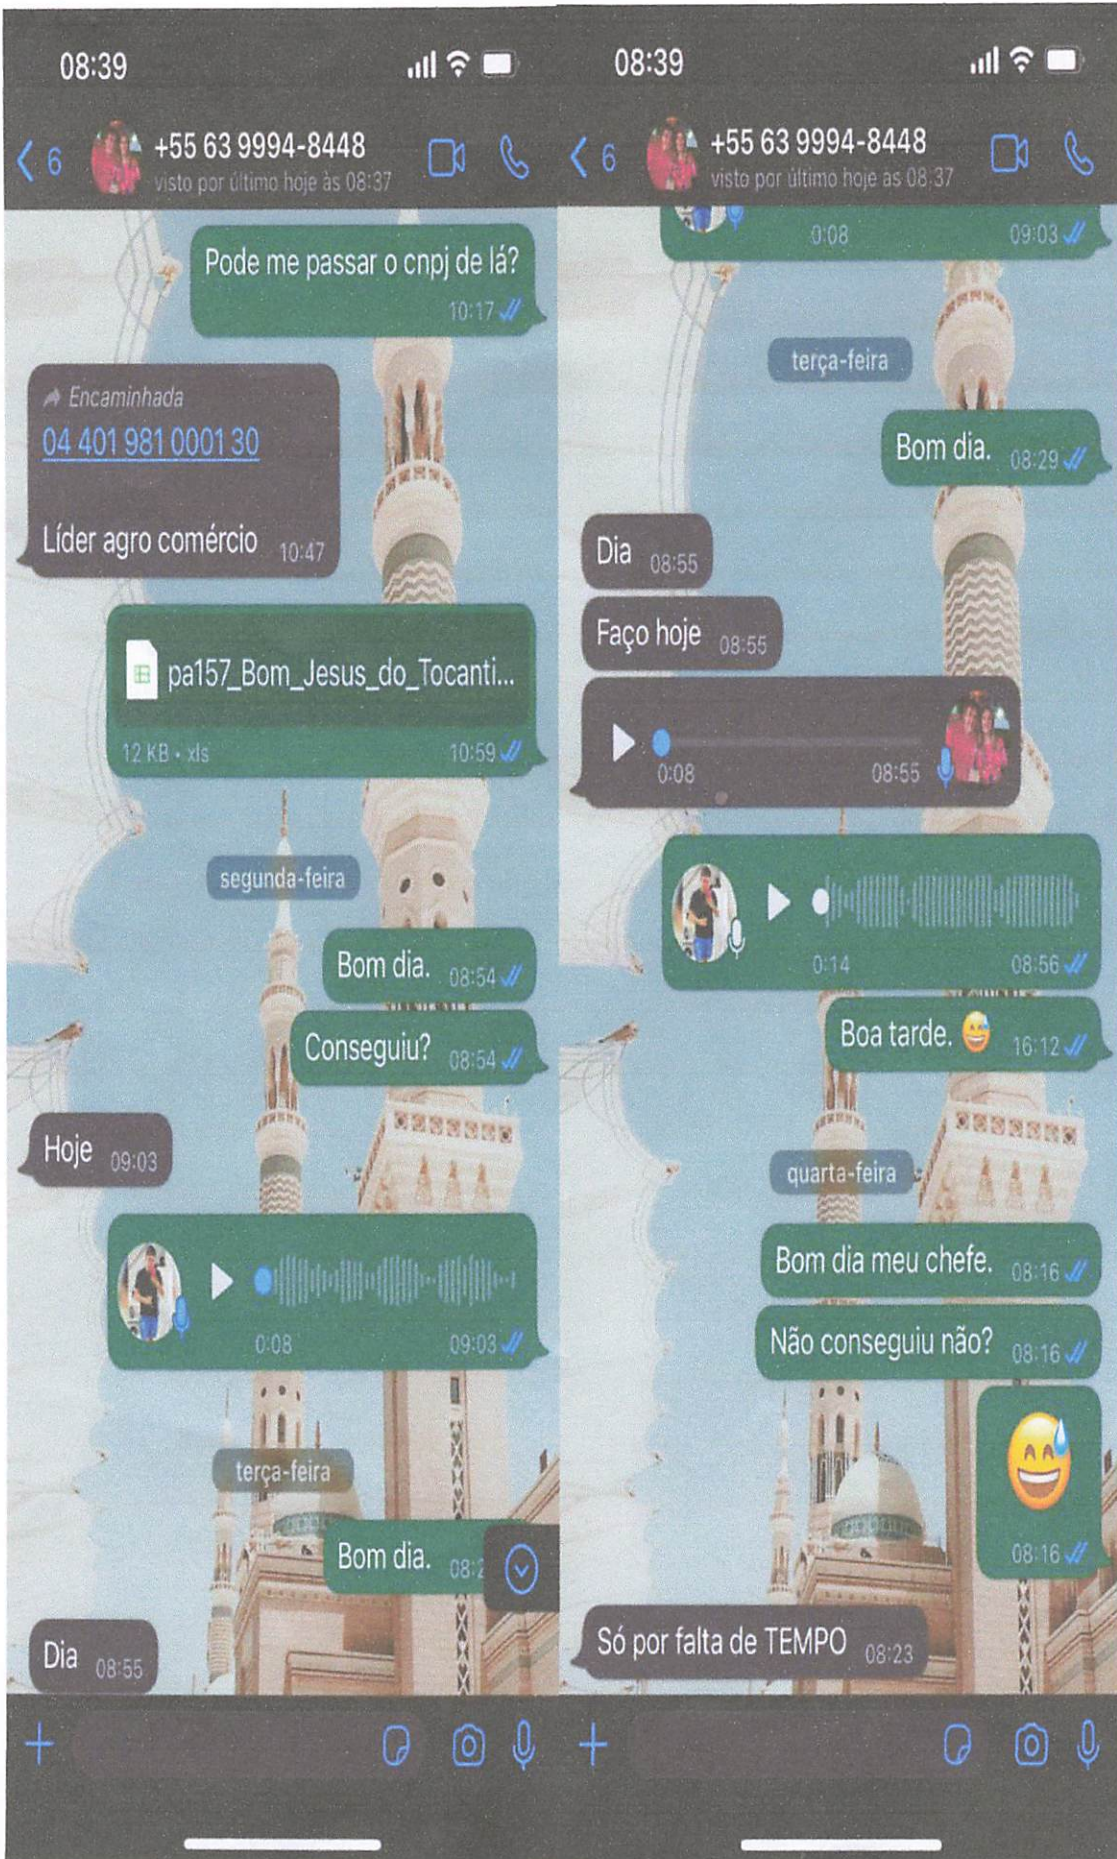 08:39
6
+55 63 9994-8448
visto por último hoje às 08:37
Pode me passar o cnpj de lá?
10:17
Encaminhada
04 401 981 0001 30
Líder agro comércio 10:47
pa157_Bom_Jesus_do_Tocanti...
12 KB • xls 10:59
segunda-feira
Bom dia. 08:54
Conseguiu? 08:54
Hoje 09:03
0:08 09:03
terça-feira
Bom dia. 08:2
Dia 08:55
08:39
6
+55 63 9994-8448
visto por último hoje às 08:37
0:08 09:03
terça-feira
Bom dia. 08:29
Dia 08:55
Faço hoje 08:55
0:08 08:55
0:14 08:56
Boa tarde. 😅 16:12
quarta-feira
Bom dia meu chefe. 08:16
Não conseguiu não? 08:16
😅
08:16
Só por falta de TEMPO 08:23